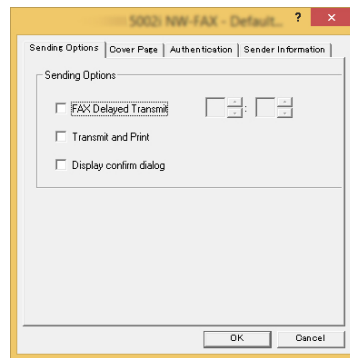 5002i NW-FAX - Default...
? ×
Sending Options Cover Page Authentication Sender Information
Sending Options
FAX Delayed Transmit :
Transmit and Print
Display confirm dialog
OK Cancel